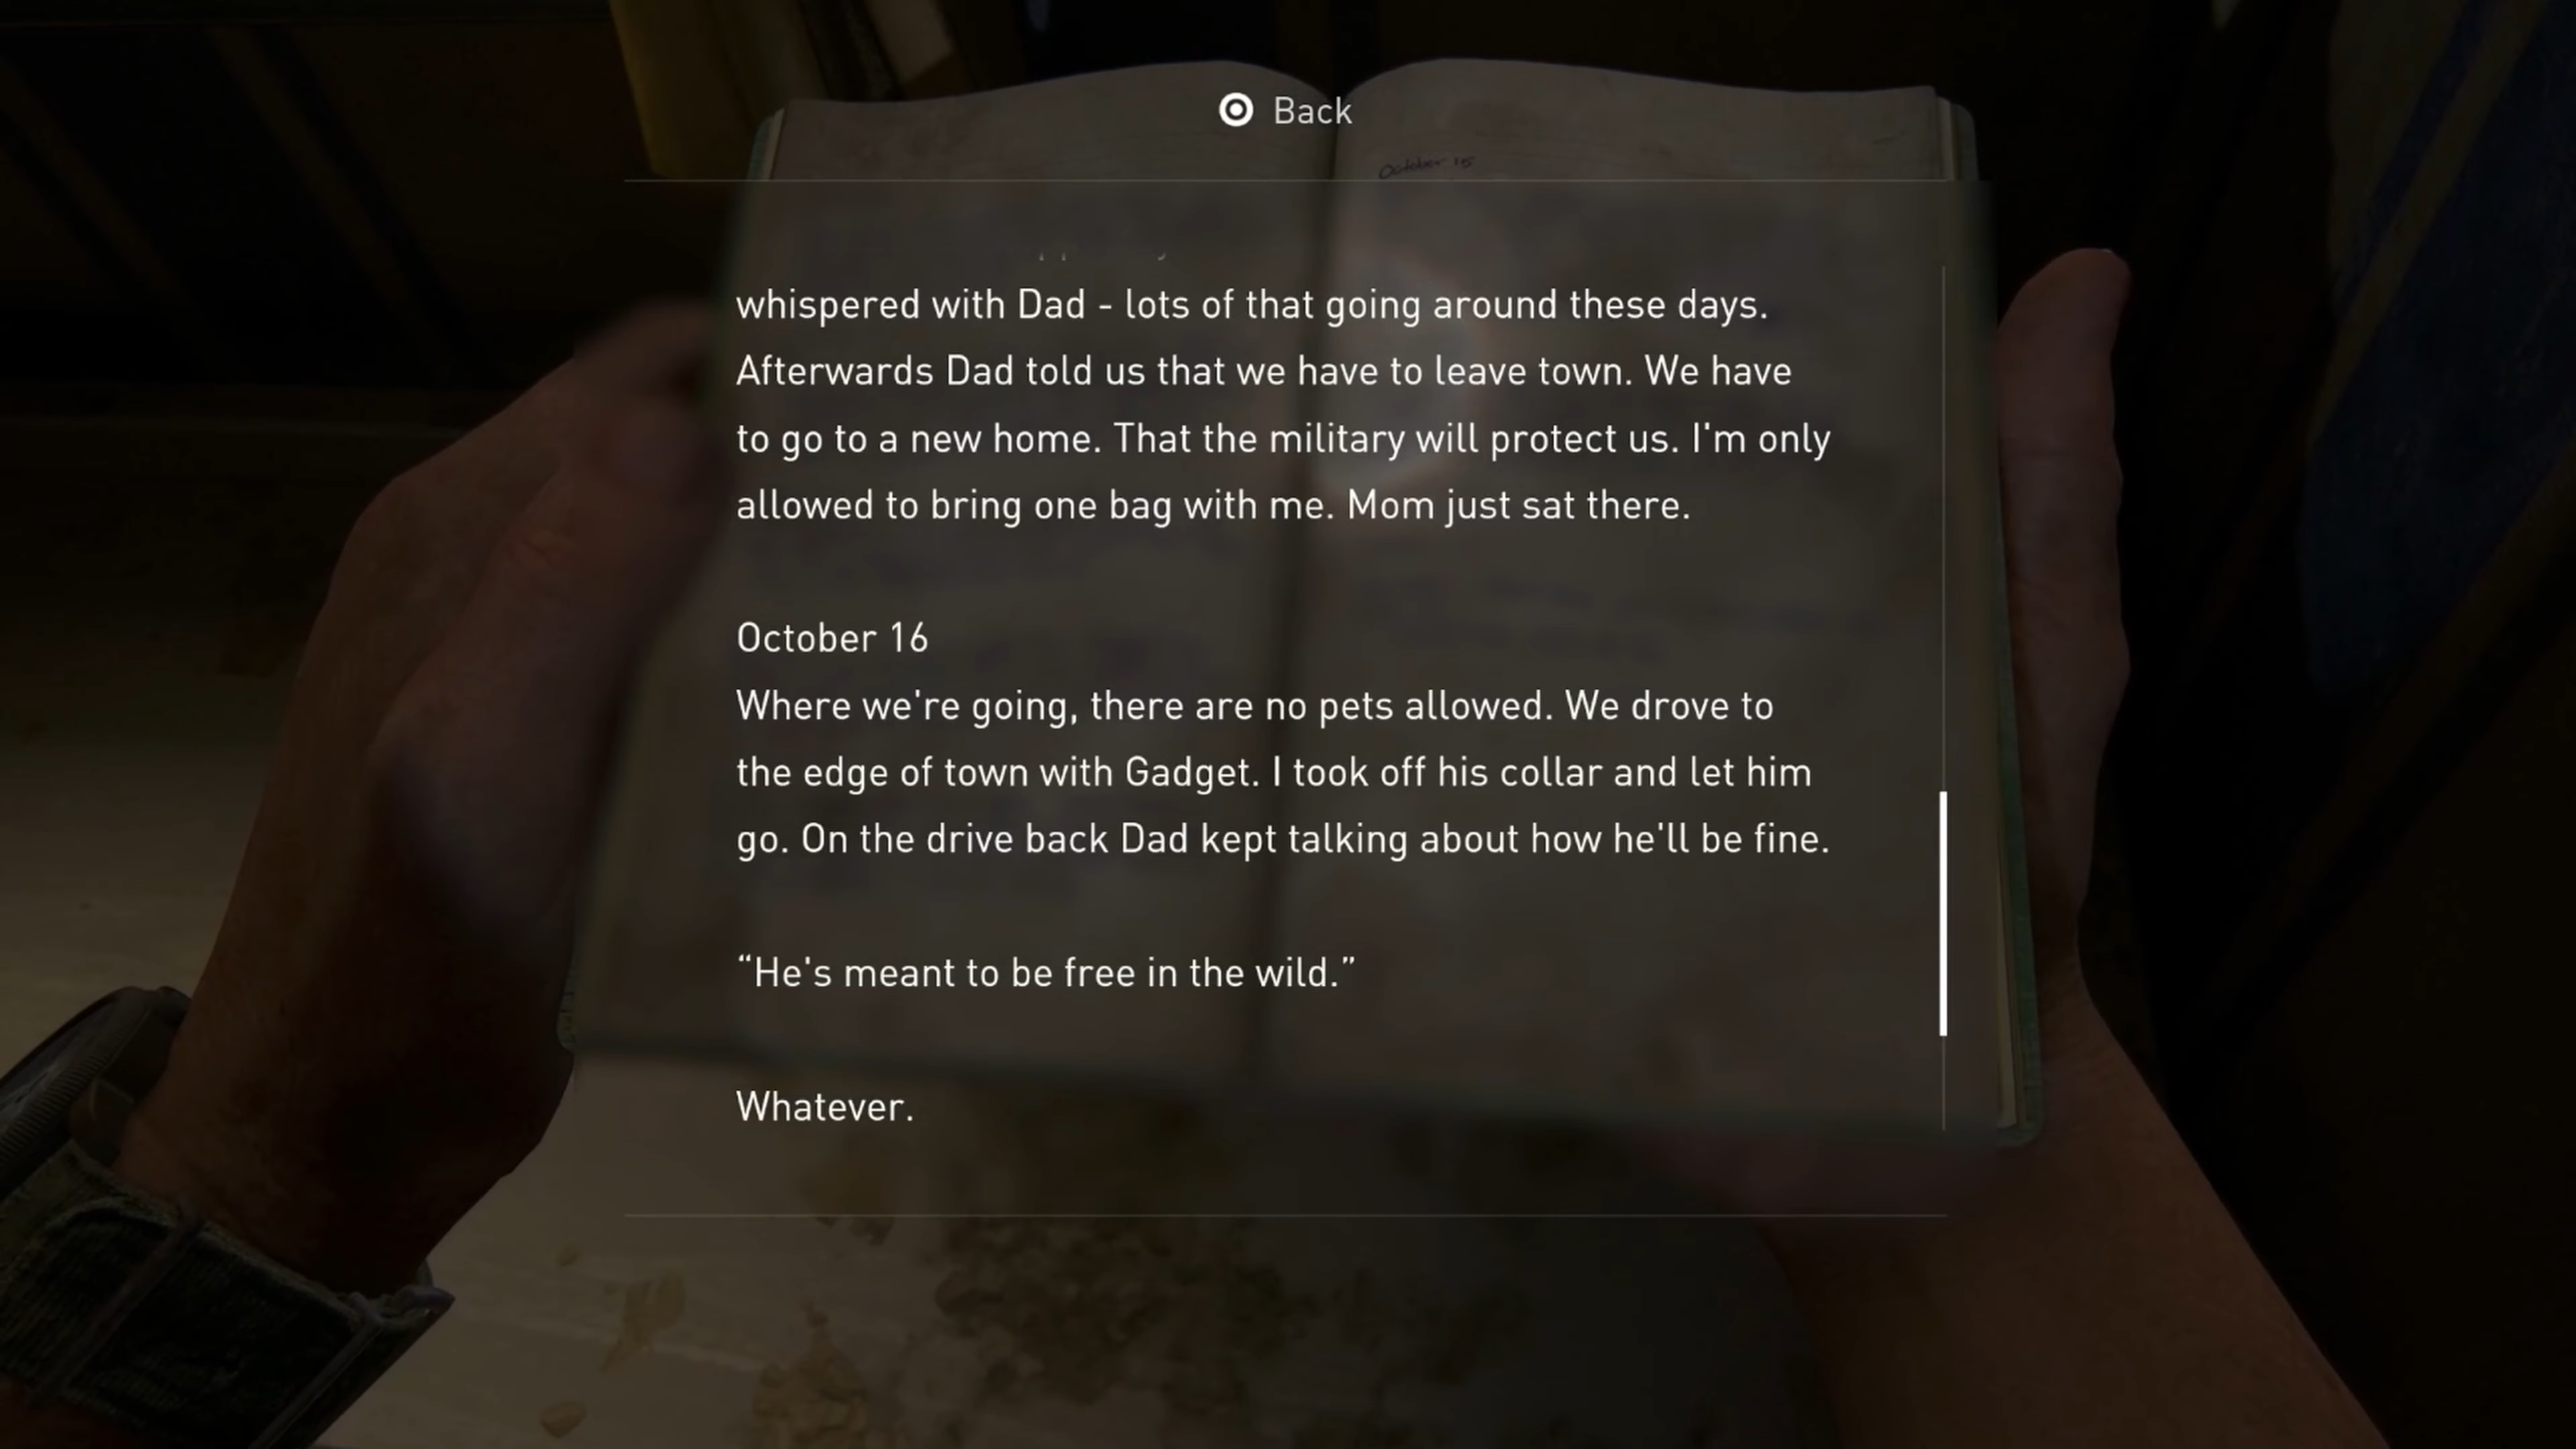 Back
October 15
whispered with Dad - lots of that going around these days.
Afterwards Dad told us that we have to leave town. We have
to go to a new home. That the military will protect us. I'm only
allowed to bring one bag with me. Mom just sat there.
October 16
Where we're going, there are no pets allowed. We drove to
the edge of town with Gadget. I took off his collar and let him
go. On the drive back Dad kept talking about how he'll be fine.
“He's meant to be free in the wild.”
Whatever.